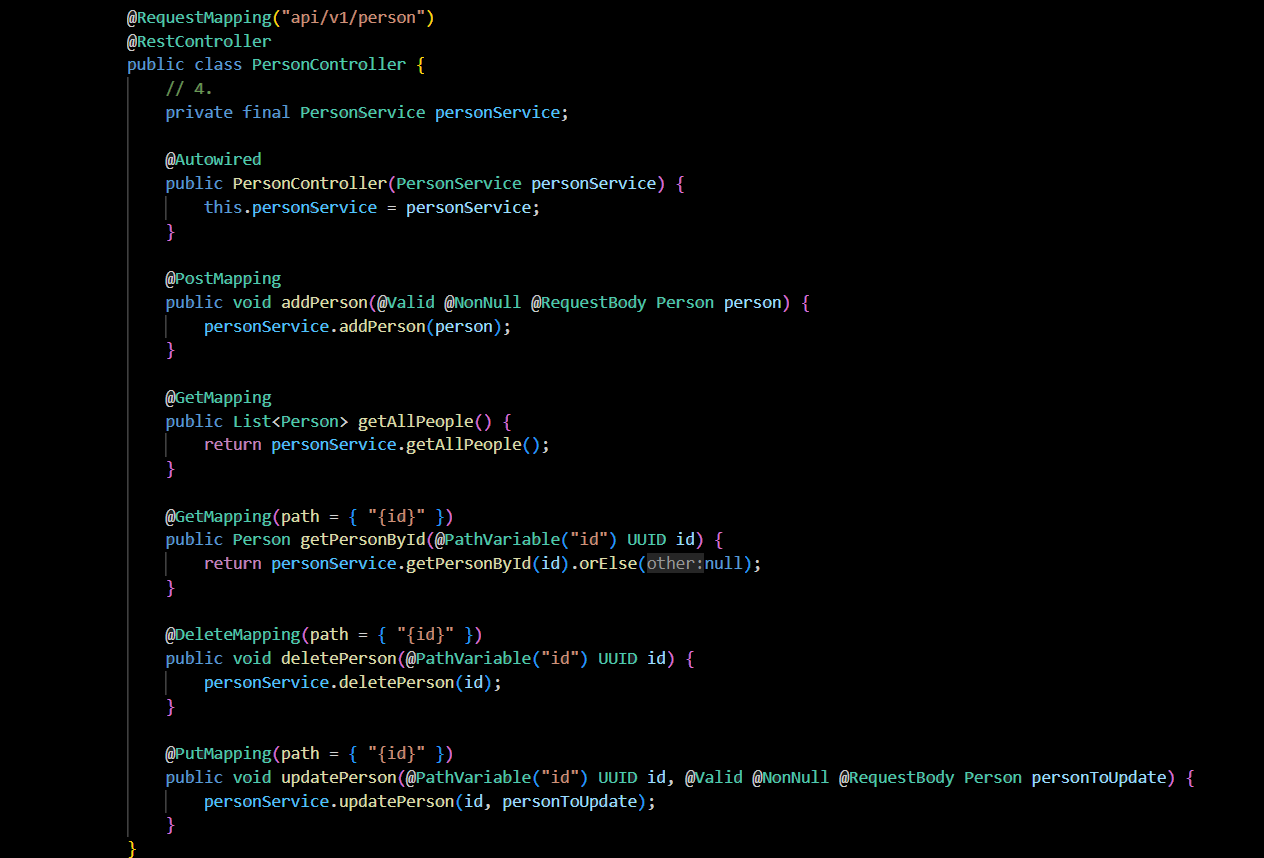 @RequestMapping("api/v1/person")
@RestController
public class PersonController {
    // 4.
    private final PersonService personService;

    @Autowired
    public PersonController(PersonService personService) {
        this.personService = personService;
    }

    @PostMapping
    public void addPerson(@Valid @NonNull @RequestBody Person person) {
        personService.addPerson(person);
    }

    @GetMapping
    public List<Person> getAllPeople() {
        return personService.getAllPeople();
    }

    @GetMapping(path = { "{id}" })
    public Person getPersonById(@PathVariable("id") UUID id) {
        return personService.getPersonById(id).orElse(other:null);
    }

    @DeleteMapping(path = { "{id}" })
    public void deletePerson(@PathVariable("id") UUID id) {
        personService.deletePerson(id);
    }

    @PutMapping(path = { "{id}" })
    public void updatePerson(@PathVariable("id") UUID id, @Valid @NonNull @RequestBody Person personToUpdate) {
        personService.updatePerson(id, personToUpdate);
    }
}